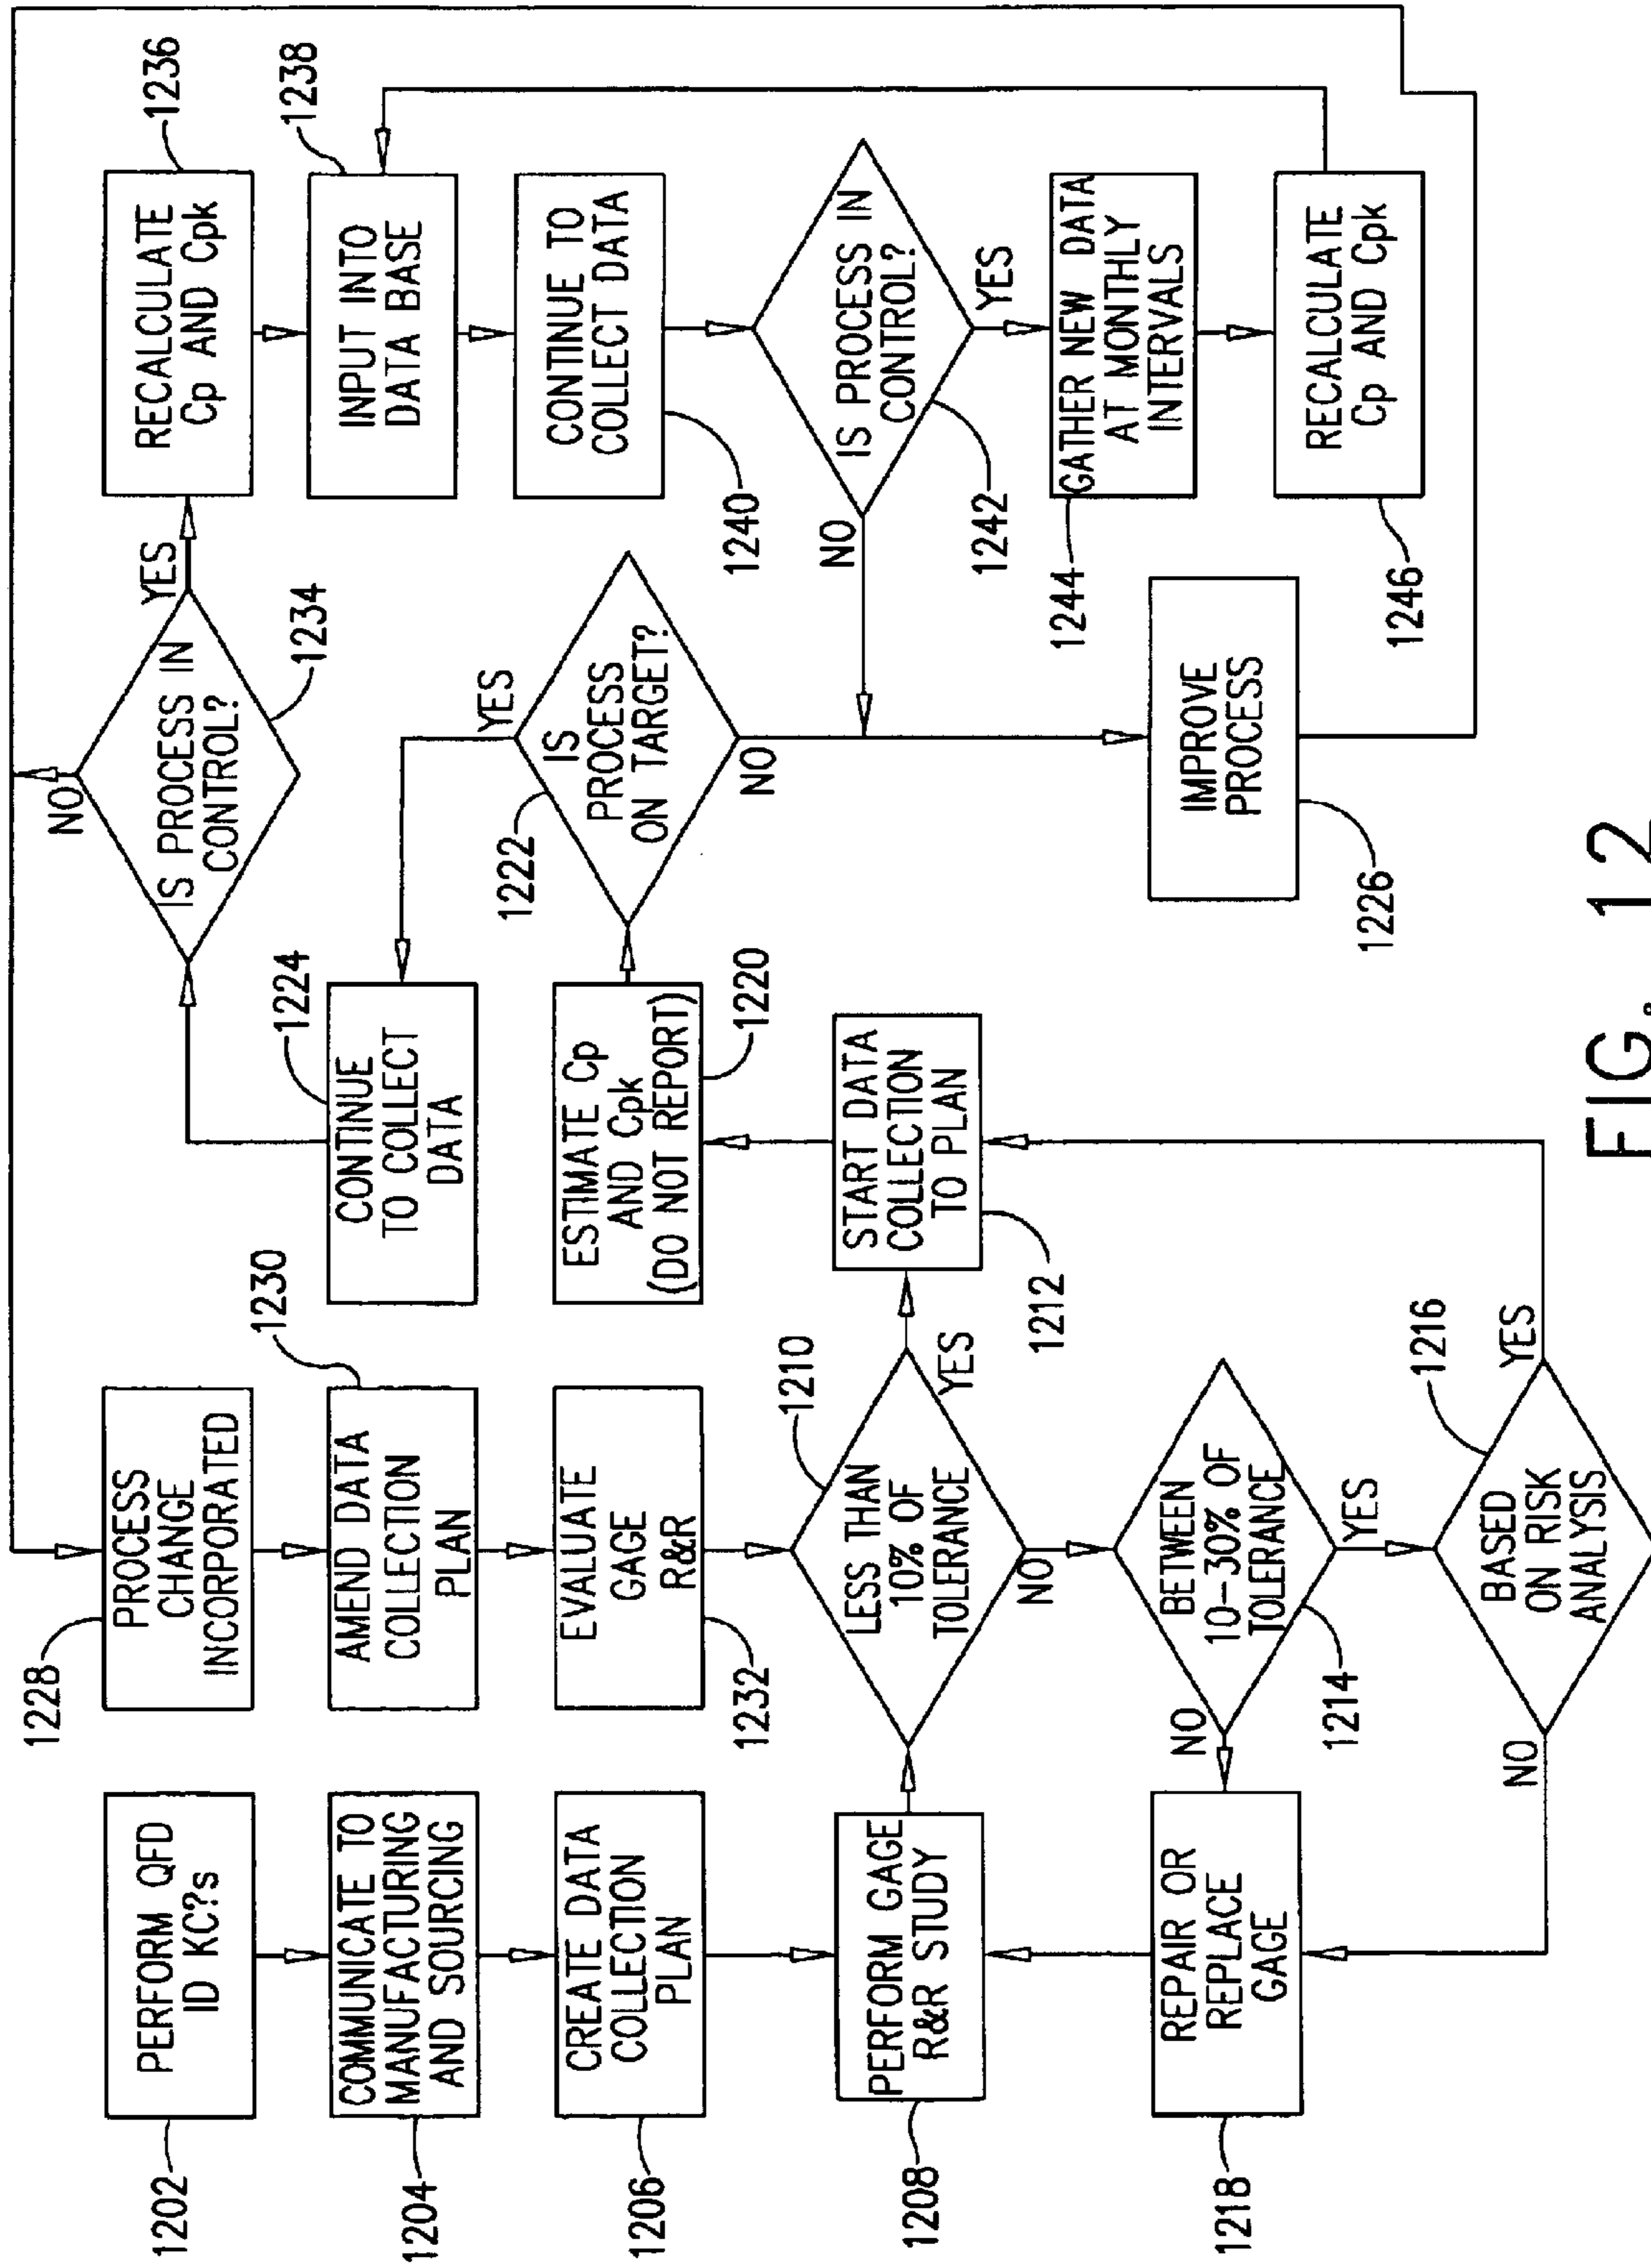 1202
PERFORM QFD
ID KC?s
1204
COMMUNICATE TO
MANUFACTURING
AND SOURCING
1206
CREATE DATA
COLLECTION
PLAN
1208
PERFORM GAGE
R&R STUDY
1218
REPAIR OR
REPLACE
GAGE
1228
PROCESS
CHANGE
INCORPORATED
1230
AMEND DATA
COLLECTION
PLAN
1232
EVALUATE
GAGE
R&R
1210
LESS THAN
10% OF
TOLERANCE
YES
NO
1214
BETWEEN
10-30% OF
TOLERANCE
NO
YES
1216
BASED
ON RISK
ANALYSIS
NO
YES
1212
START DATA
COLLECTION
TO PLAN
1220
ESTIMATE Cp
AND Cpk
(DO NOT REPORT)
1224
CONTINUE
TO COLLECT
DATA
1222
IS
PROCESS
ON TARGET?
YES
NO
1226
IMPROVE
PROCESS
1234
IS PROCESS IN
CONTROL?
NO
YES
1236
RECALCULATE
Cp AND Cpk
1238
INPUT INTO
DATA BASE
1240
CONTINUE TO
COLLECT DATA
1242
IS PROCESS IN
CONTROL?
NO
YES
1244
GATHER NEW DATA
AT MONTHLY
INTERVALS
1246
RECALCULATE
Cp AND Cpk
FIG. 12